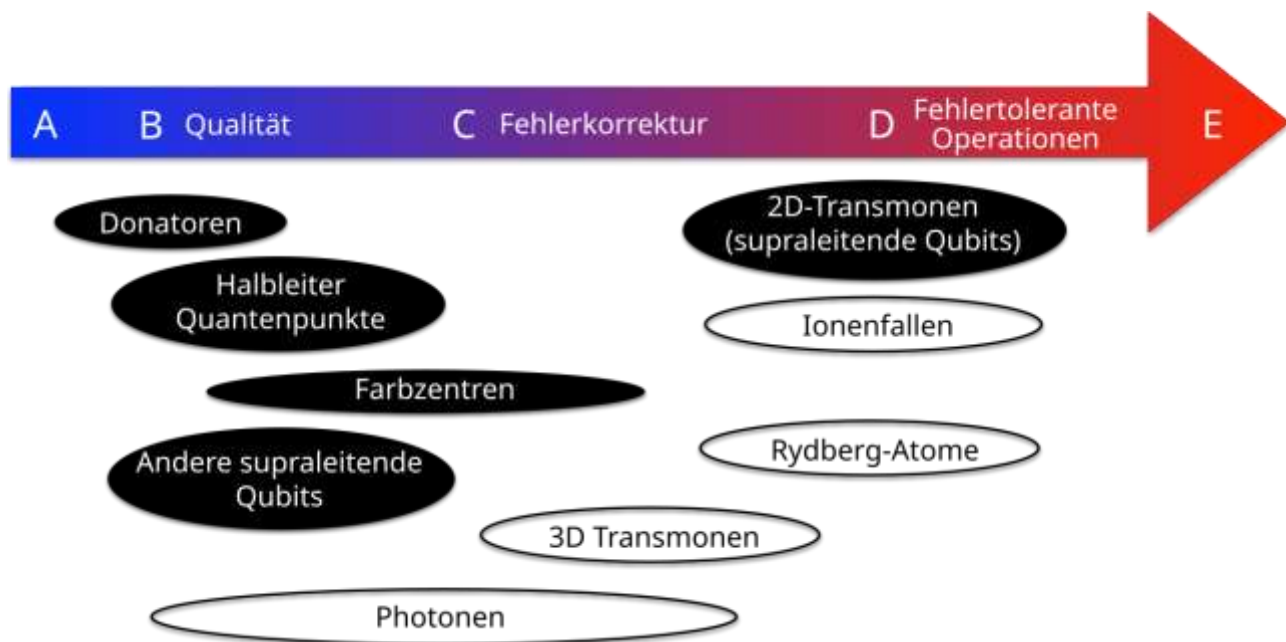 A B Qualität C Fehlerkorrektur D Fehlertolerante Operationen E
Donatoren
2D-Transmonen
(supraleitende Qubits)
Halbleiter
Quantenpunkte
Ionenfallen
Farbzentren
Andere supraleitende
Qubits
Rydberg-Atome
3D Transmonen
Photonen